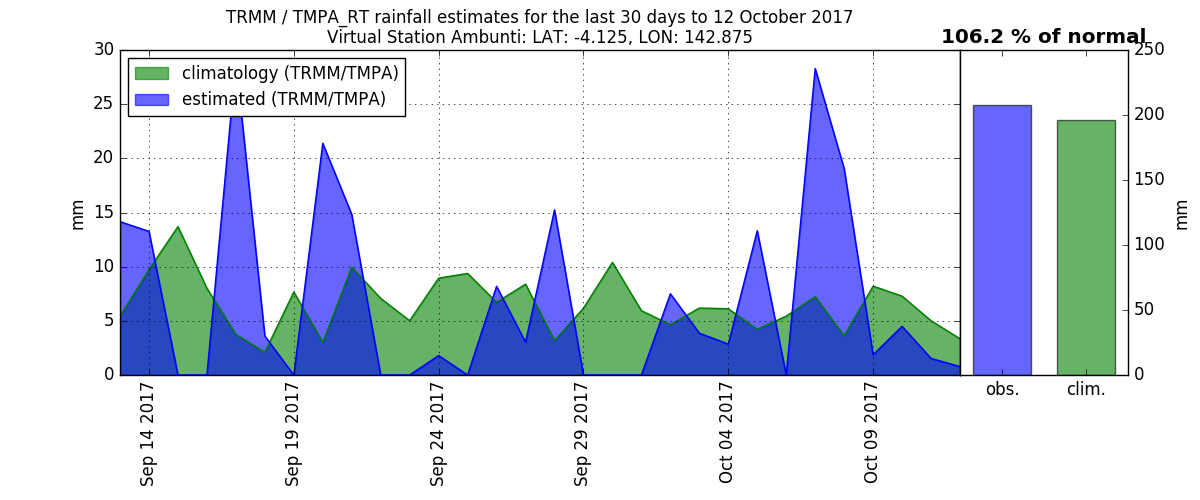 TRMM / TMPA_RT rainfall estimates for the last 30 days to 12 October 2017
Virtual Station Ambunti: LAT: -4.125, LON: 142.875
106.2 % of normal
climatology (TRMM/TMPA)
estimated (TRMM/TMPA)
30
25
20
15
10
5
0
mm
Sep 14 2017
Sep 19 2017
Sep 24 2017
Sep 29 2017
Oct 04 2017
Oct 09 2017
obs.
clim.
250
200
150
100
50
0
mm